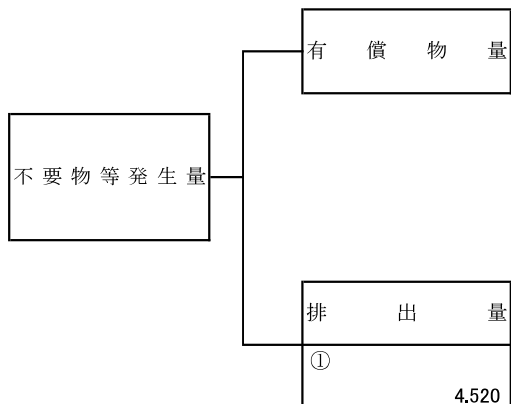 有償物量
不要物等発生量
排出量
①
4.520